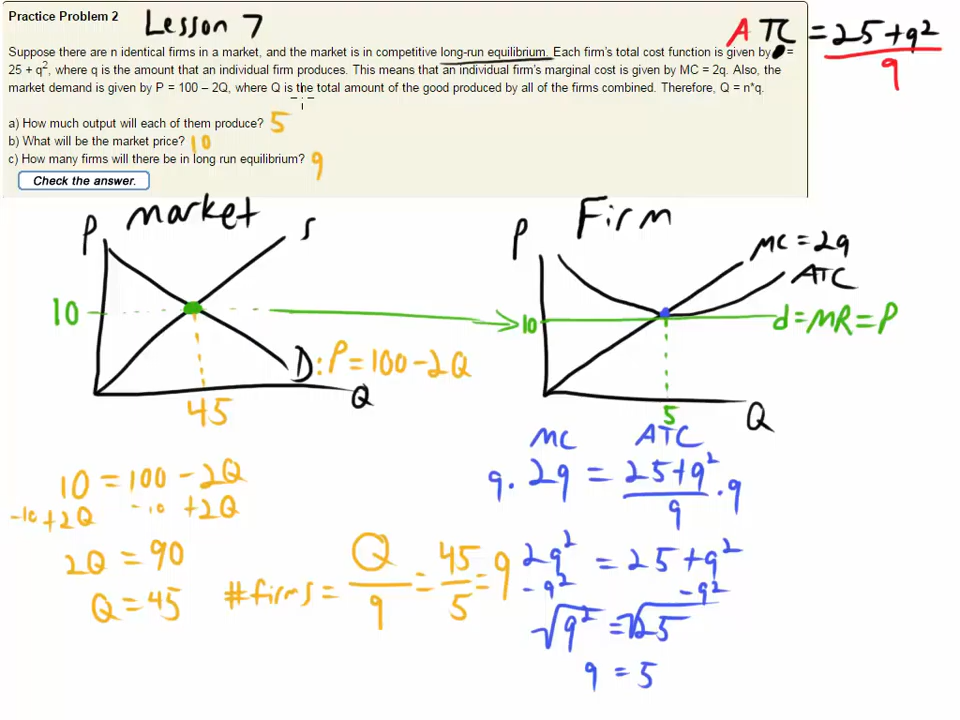 Practice Problem 2
Lesson 7
ATC = 25+q²
q
Suppose there are n identical firms in a market, and the market is in competitive long-run equilibrium. Each firm's total cost function is given by =
25 + q², where q is the amount that an individual firm produces. This means that an individual firm's marginal cost is given by MC = 2q. Also, the
market demand is given by P = 100 – 2Q, where Q is the total amount of the good produced by all of the firms combined. Therefore, Q = n*q.
a) How much output will each of them produce? 5
b) What will be the market price? 10
c) How many firms will there be in long run equilibrium? 9
Check the answer.
market
P
S
10
D: P = 100 - 2Q
Q
45
Firm
P
MC = 2q
ATC
10
d = MR = P
5
Q
10 = 100 - 2Q
-10 +2Q -10 +2Q
2Q = 90
Q = 45
#firms = Q/q = 45/5 = 9
MC ATC
q · 2q = 25+q²/q · q
2q² = 25 + q²
-q² -q²
√q² = √25
q = 5